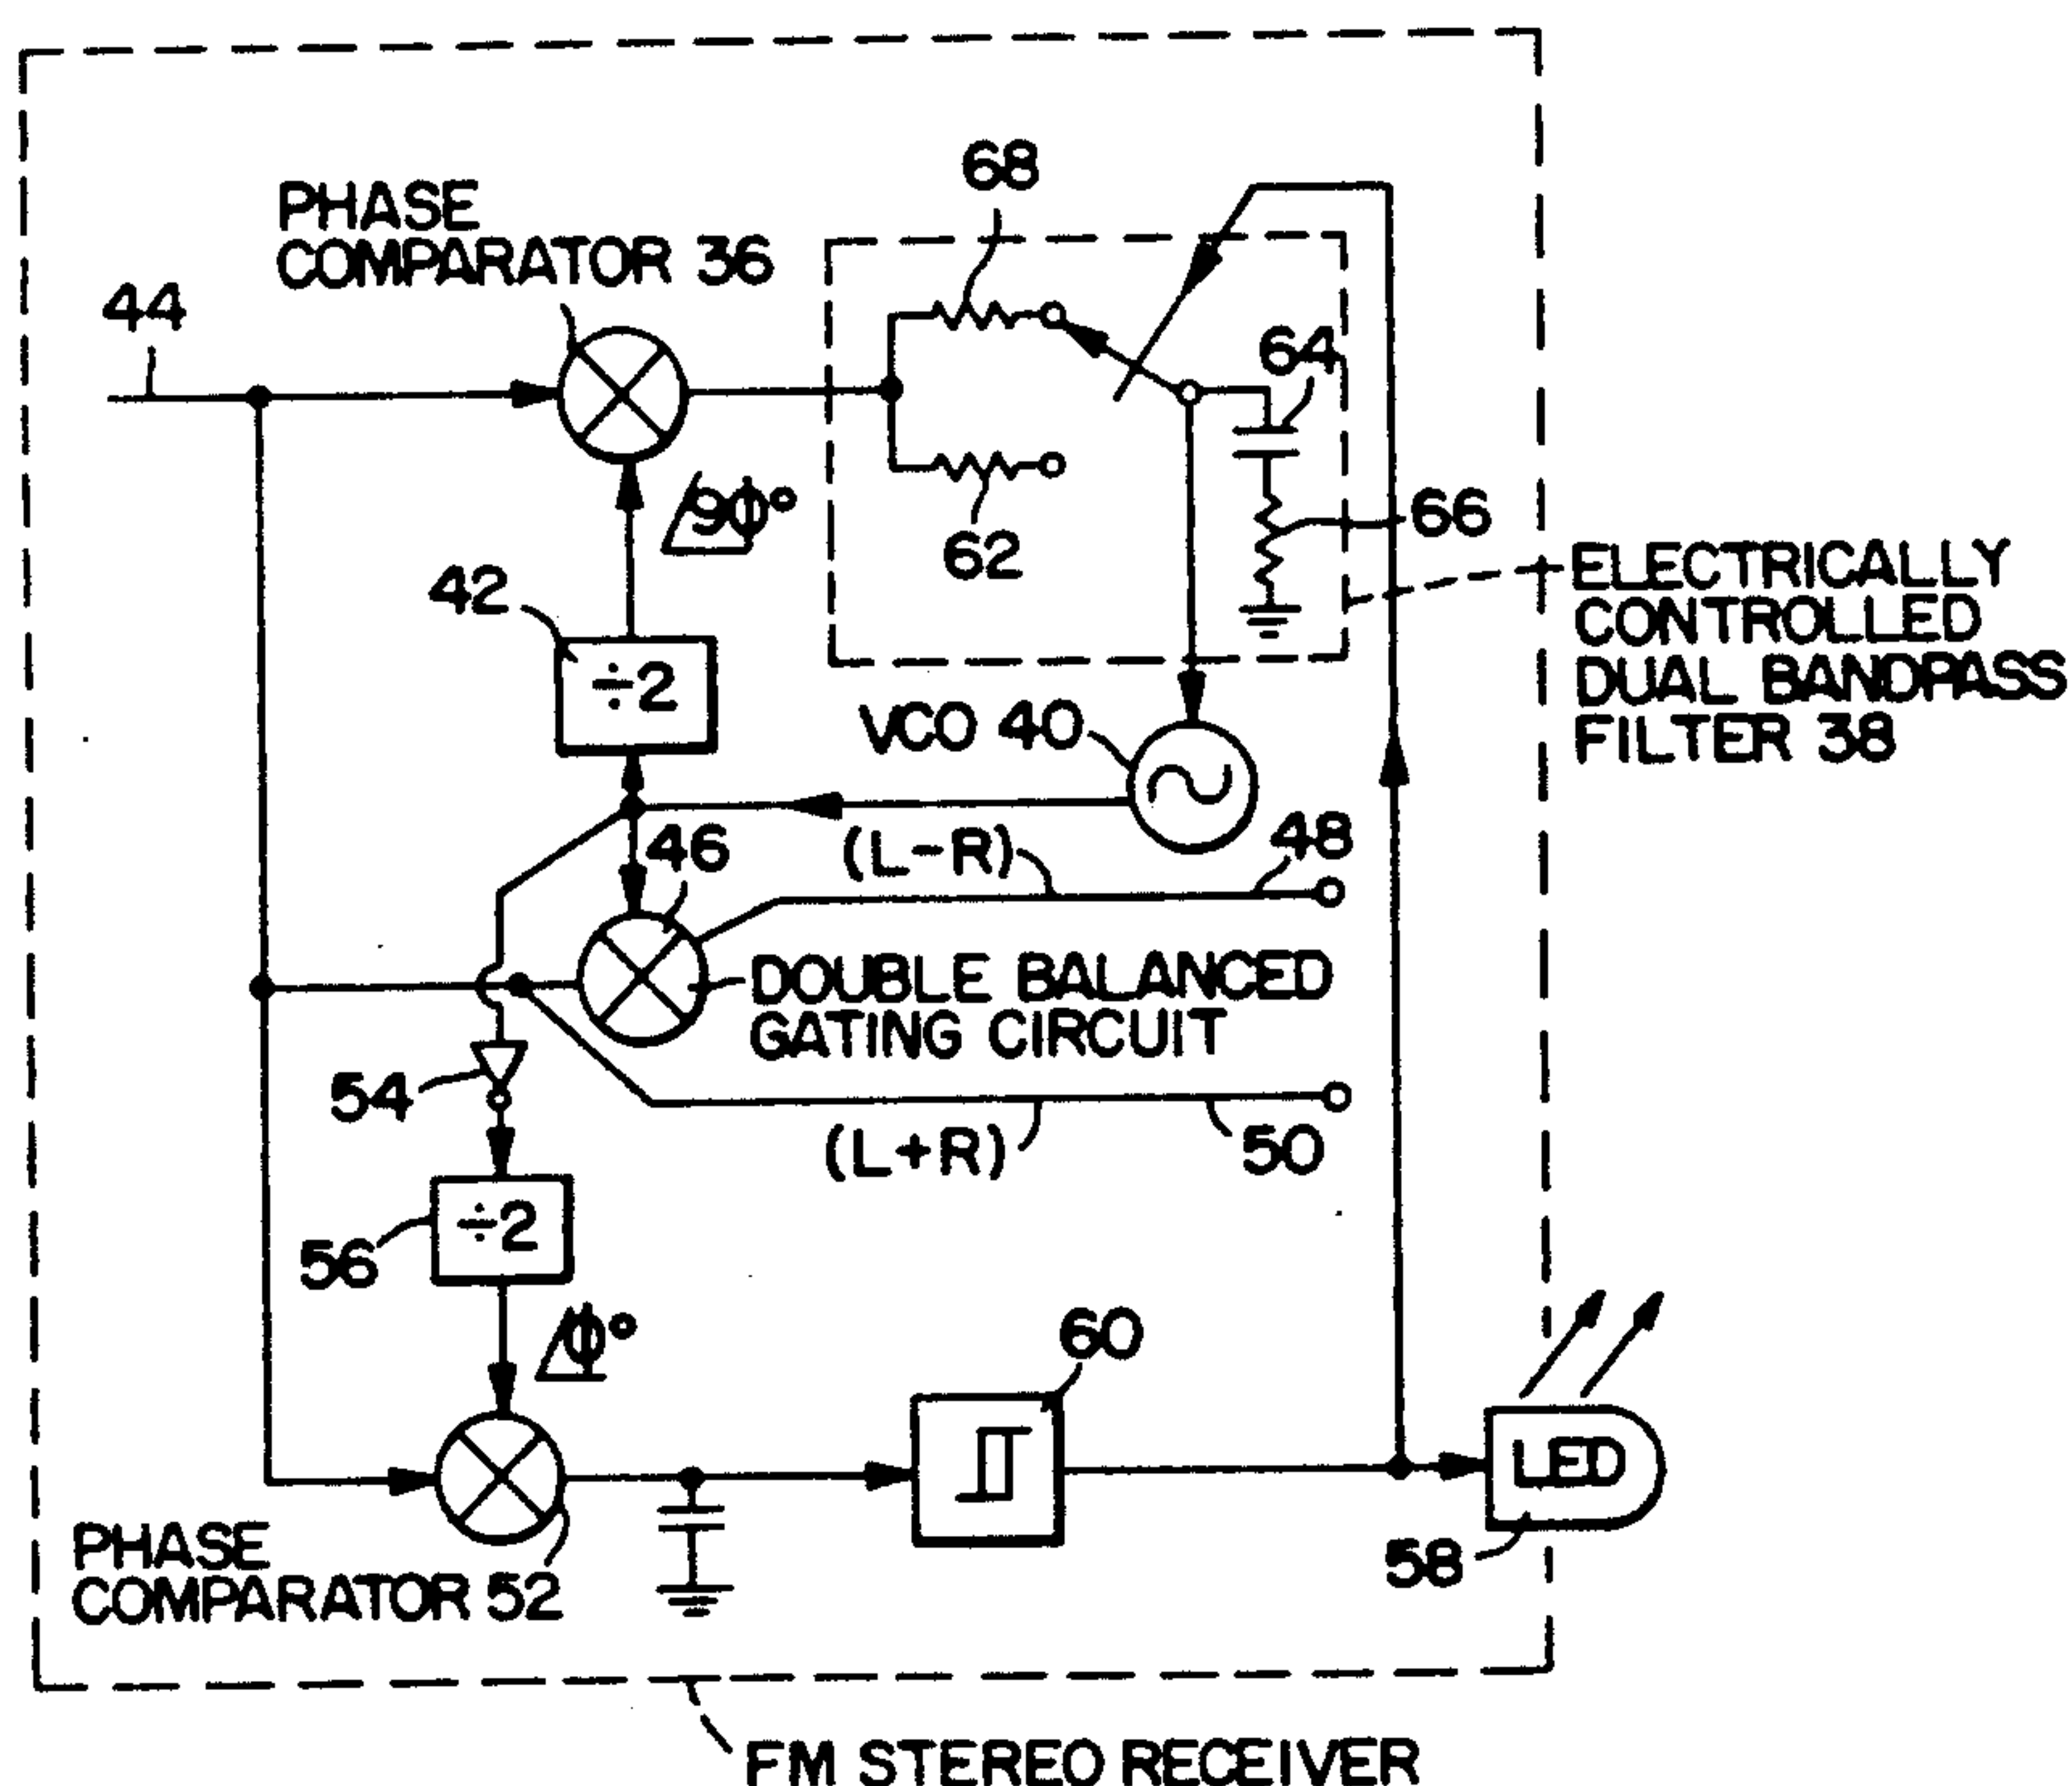 68
PHASE
COMPARATOR 36
44
64
90°
66
62
42
÷2
ELECTRICALLY
CONTROLLED
DUAL BANDPASS
FILTER 38
VCO 40
46
(L-R)
48
DOUBLE BALANCED
GATING CIRCUIT
54
(L+R)
50
÷2
56
0°
60
LED
58
PHASE
COMPARATOR 52
FM STEREO RECEIVER